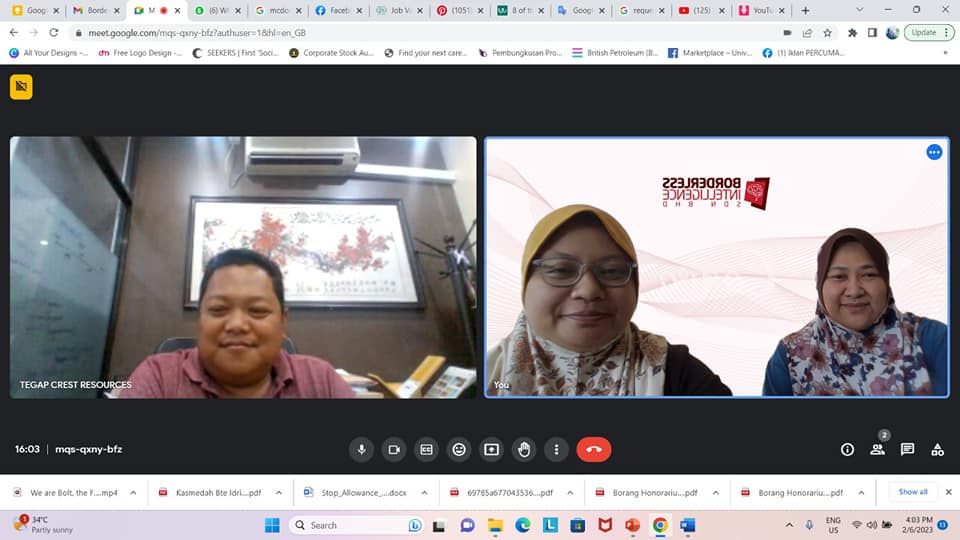 Googl
Borde
M
(6) W
mcdo
Faceb
Job Va
(1051)
8 of th
Googl
reque
(125)
YouTu
meet.google.com/mqs-qxny-bfz?authuser=1&hl=en_GB
Update
All Your Designs –...
Free Logo Design -...
SEEKERS | First 'Soci...
Corporate Stock Au...
Find your next care...
Pembungkusan Pro...
British Petroleum (B...
Marketplace – Univ...
(1) Iklan PERCUMA...
»
BORDERLESS
INTELLIGENCE
SDN BHD
TEGAP CREST RESOURCES
You
16:03 | mqs-qxny-bfz
2
We are Bolt, the F....mp4
Kasmedah Bte Idri....pdf
Stop_Allowance_....docx
69785a677043536....pdf
Borang Honorariu....pdf
Borang Honorariu....pdf
Show all
1
34°C
Partly sunny
Search
ENG
US
4:03 PM
2/6/2023